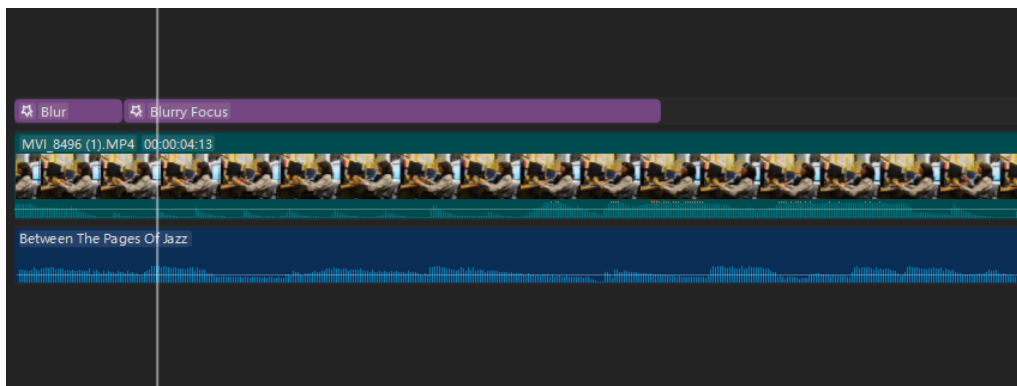 Blur
Blurry Focus
MVI_8496 (1).MP4 00:00:04:13
Between The Pages Of Jazz